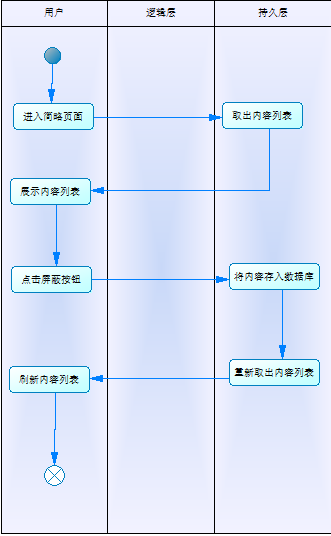 用户
逻辑层
持久层
进入简略页面
取出内容列表
展示内容列表
点击屏蔽按钮
将内容存入数据库
重新取出内容列表
刷新内容列表